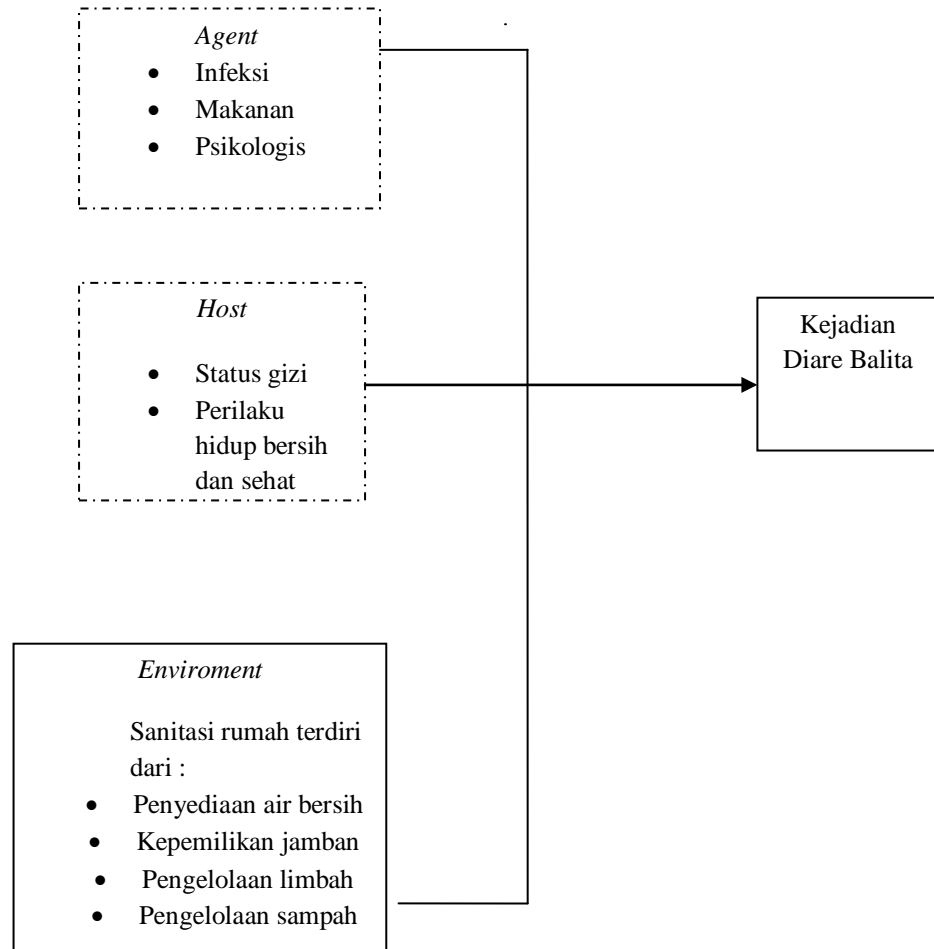 Agent
• Infeksi
• Makanan
• Psikologis
Host
• Status gizi
• Perilaku
hidup bersih
dan sehat
Kejadian
Diare Balita
Enviroment
Sanitasi rumah terdiri
dari :
• Penyediaan air bersih
• Kepemilikan jamban
• Pengelolaan limbah
• Pengelolaan sampah